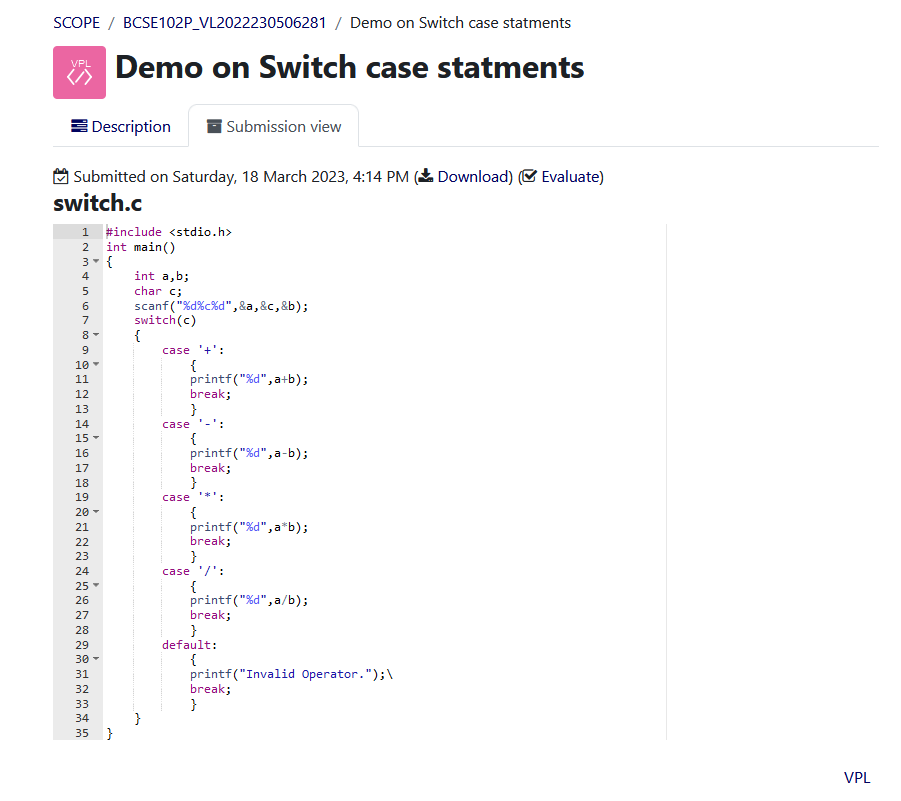 SCOPE / BCSE102P_VL2022230506281 / Demo on Switch case statments
VPL
</>
Demo on Switch case statments
Description Submission view
Submitted on Saturday, 18 March 2023, 4:14 PM (Download) (Evaluate)
switch.c
1 #include <stdio.h>
2 int main()
3 {
4     int a,b;
5     char c;
6     scanf("%d%c%d",&a,&c,&b);
7     switch(c)
8     {
9         case '+':
10             {
11             printf("%d",a+b);
12             break;
13             }
14         case '-':
15             {
16             printf("%d",a-b);
17             break;
18             }
19         case '*':
20             {
21             printf("%d",a*b);
22             break;
23             }
24         case '/':
25             {
26             printf("%d",a/b);
27             break;
28             }
29         default:
30             {
31             printf("Invalid Operator.");\
32             break;
33             }
34     }
35 }
VPL